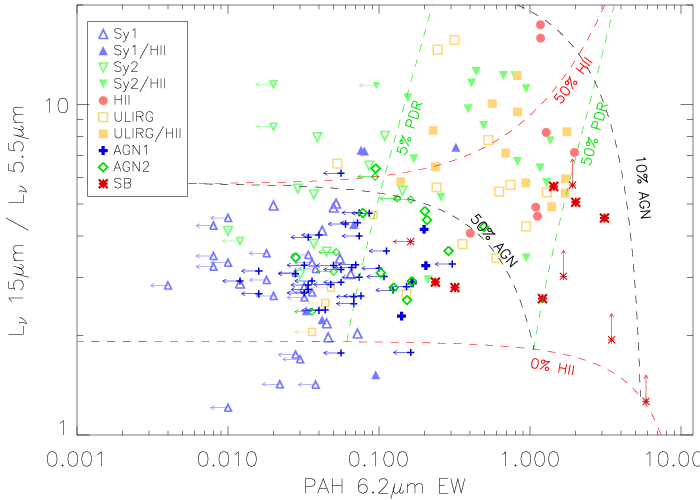 Sy1
Sy1/HII
Sy2
Sy2/HII
HII
ULIRG
ULIRG/HII
AGN1
AGN2
SB
5% PDR
50% HII
50% PDR
10% AGN
50% AGN
0% HII
10
1
L_ν 15μm / L_ν 5.5μm
0.001 0.010 0.100 1.000 10.00
PAH 6.2μm EW